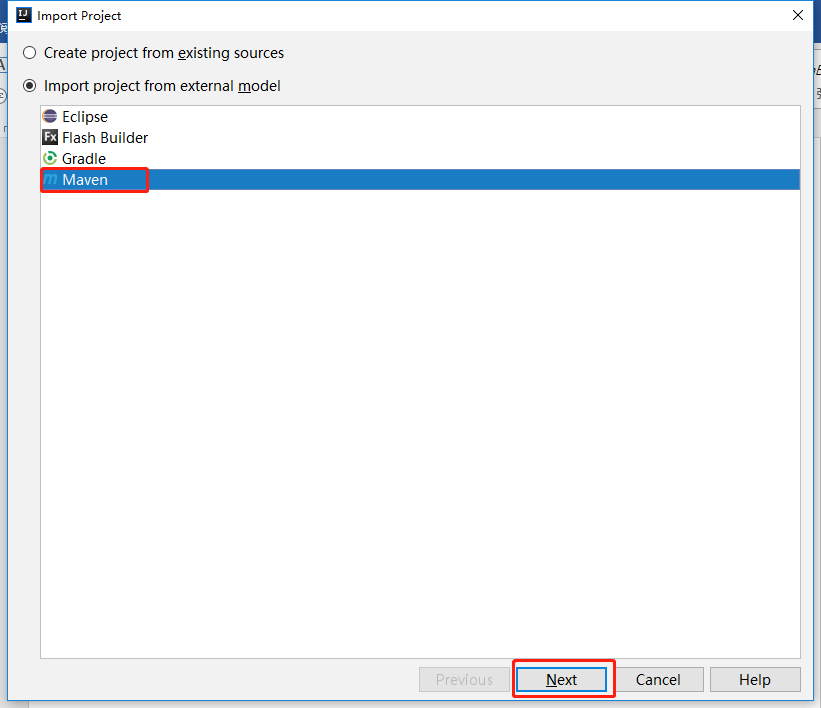 Import Project
Create project from existing sources
Import project from external model
Eclipse
Fx Flash Builder
Gradle
Maven
Previous Next Cancel Help